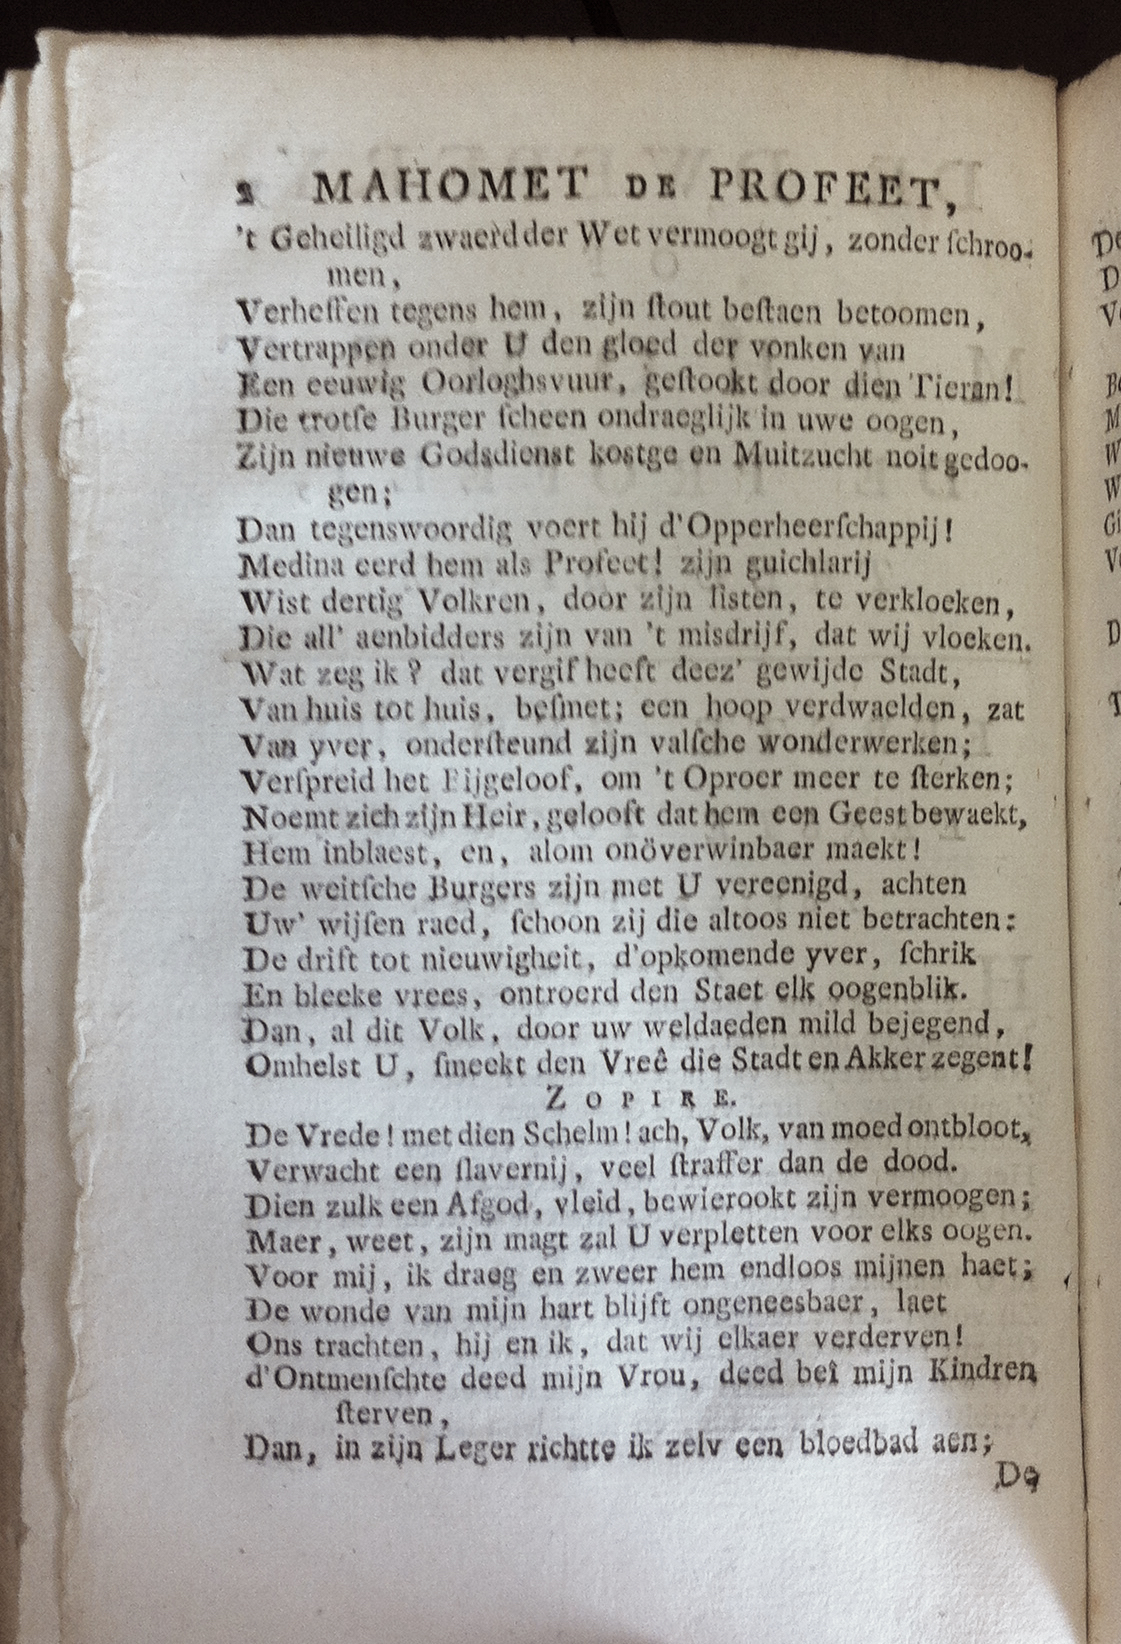 2 MAHOMET DE PROFEET,
't Geheiligd zwaerd der Wet vermoogt gij, zonder ſchroo-
men,
Verheffen tegens hem, zijn ſtout beſtaen betoomen,
Vertrappen onder U den gloed der vonken van
Een eeuwig Oorloghsvuur, geſtookt door dien Tieran!
Die trotſe Burger ſcheen ondraeglijk in uwe oogen,
Zijn nieuwe Godsdienst kostge en Muitzucht noit gedoo-
gen;
Dan tegenswoordig voert hij d'Opperheerſchappij!
Medina eerd hem als Profeet! zijn guichlarij
Wist dertig Volkren, door zijn liſten, te verkloeken,
Die all' aenbidders zijn van 't misdrijf, dat wij vloeken.
Wat zeg ik? dat vergif heeft deez' gewijde Stadt,
Van huis tot huis, beſmet; een hoop verdwaelden, zat
Van yver, onderſteund zijn valſche wonderwerken;
Verſpreid het Bijgeloof, om 't Oproer meer te ſterken;
Noemt zich zijn Heir, gelooft dat hem een Geest bewaekt,
Hem inblaest, en, alom onöverwinbaer maekt!
De weitſche Burgers zijn met U vereenigd, achten
Uw' wijſen raed, ſchoon zij die altoos niet betrachten:
De drift tot nieuwigheit, d'opkomende yver, ſchrik
En bleeke vrees, ontroerd den Staet elk oogenblik.
Dan, al dit Volk, door uw weldaeden mild bejegend,
Omhelst U, ſmeekt den Vreê die Stadt en Akker zegent!
ZOPIRE.
De Vrede! met dien Schelm! ach, Volk, van moed ontbloot,
Verwacht een ſlavernij, veel ſtraffer dan de dood.
Dien zulk een Afgod, vleid, bewierookt zijn vermoogen;
Maer, weet, zijn magt zal U verpletten voor elks oogen.
Voor mij, ik draeg en zweer hem endloos mijnen haet;
De wonde van mijn hart blijft ongeneesbaer, laet
Ons trachten, hij en ik, dat wij elkaer verderven!
d'Ontmenſchte deed mijn Vrou, deed beî mijn Kindren
ſterven,
Dan, in zijn Leger richtte ik zelv een bloedbad aen;
De